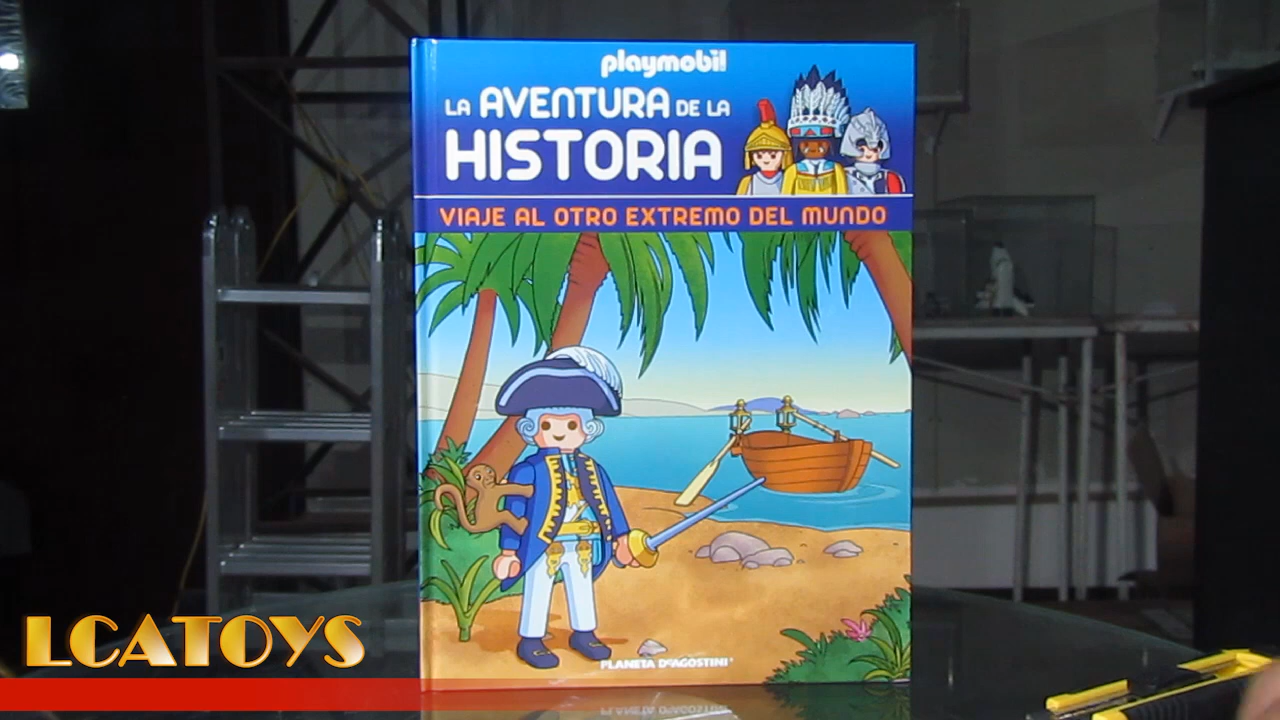 playmobil
LA AVENTURA DE LA
HISTORIA
VIAJE AL OTRO EXTREMO DEL MUNDO
PLANETA DEAGOSTINI
LCATOYS